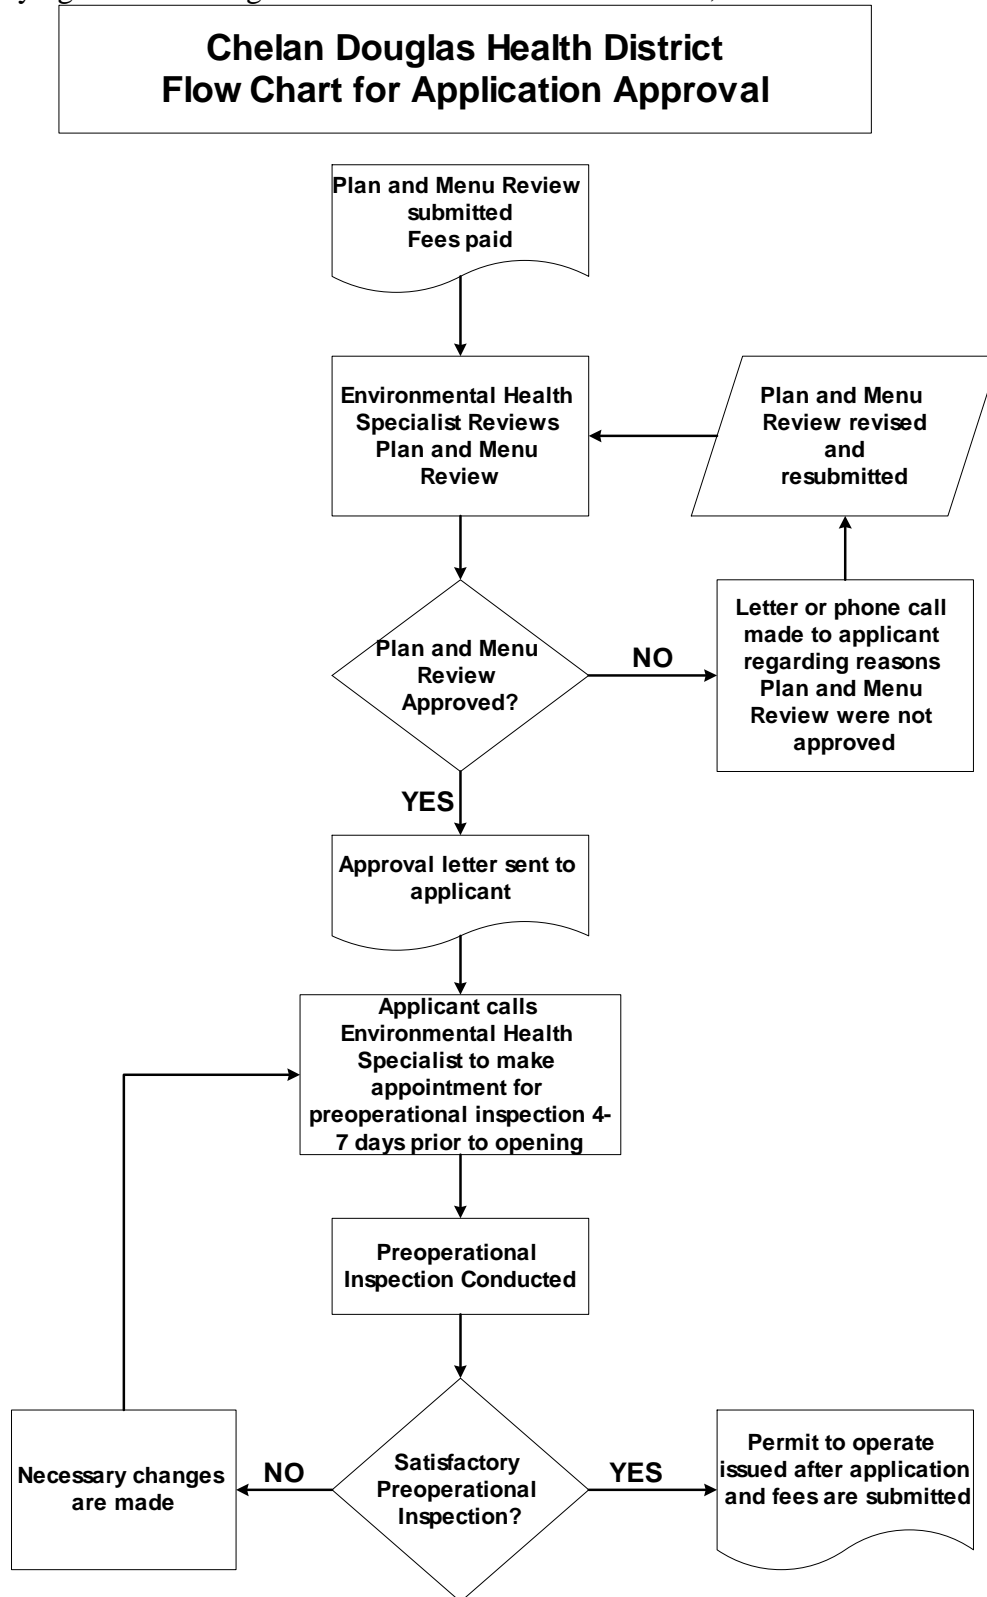 Chelan Douglas Health District
Flow Chart for Application Approval
Plan and Menu Review
submitted
Fees paid
Environmental Health
Specialist Reviews
Plan and Menu
Review
Plan and Menu
Review revised
and
resubmitted
Plan and Menu
Review
Approved?
NO
Letter or phone call
made to applicant
regarding reasons
Plan and Menu
Review were not
approved
YES
Approval letter sent to
applicant
Applicant calls
Environmental Health
Specialist to make
appointment for
preoperational inspection 4-
7 days prior to opening
Preoperational
Inspection Conducted
Necessary changes
are made
NO
Satisfactory
Preoperational
Inspection?
YES
Permit to operate
issued after application
and fees are submitted